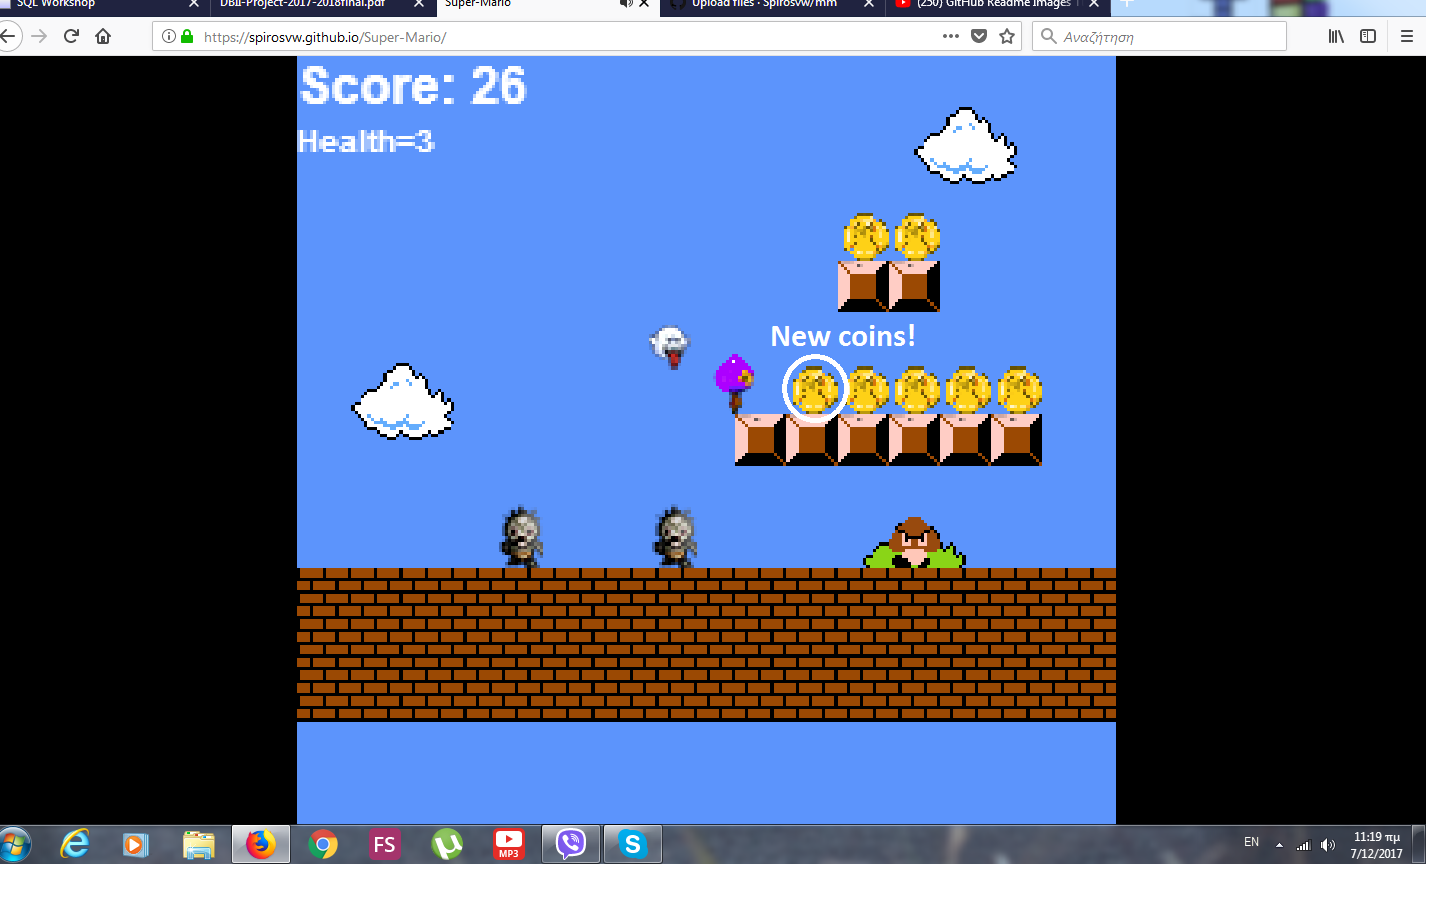 SQL Workshop
DBII-Project-2017-2018final.pdf
Super-Mario
Upload files · Spirosvw/mm
(250) GitHub Readme Images
https://spirosvw.github.io/Super-Mario/
Αναζήτηση
Score: 26
Health=3
New coins!
FS
MP3
S
EN
11:19 πμ
7/12/2017